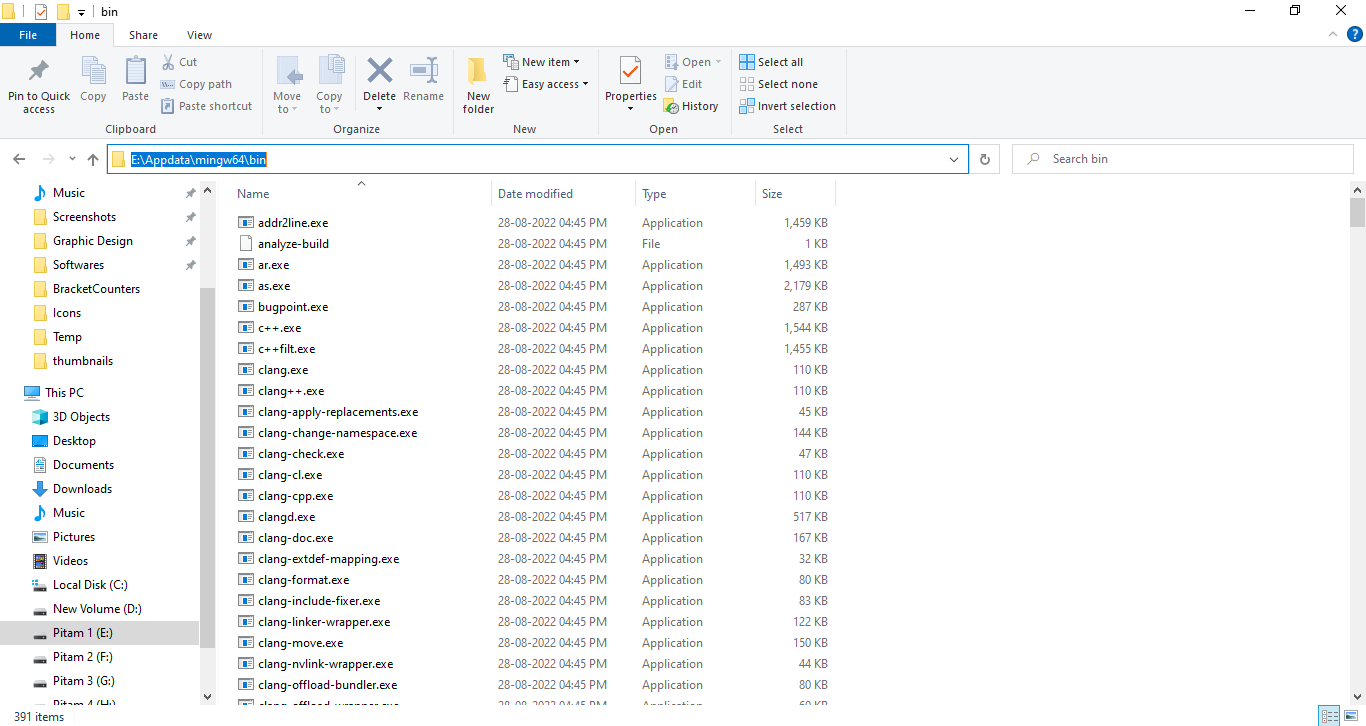 bin
File Home Share View
Pin to Quick access
Copy
Paste
Cut
Copy path
Paste shortcut
Clipboard
Move to
Copy to
Delete
Rename
Organize
New folder
New item
Easy access
New
Properties
Open
Edit
History
Open
Select all
Select none
Invert selection
Select
E:\Appdata\mingw64\bin
Search bin
Music
Screenshots
Graphic Design
Softwares
BracketCounters
Icons
Temp
thumbnails
This PC
3D Objects
Desktop
Documents
Downloads
Music
Pictures
Videos
Local Disk (C:)
New Volume (D:)
Pitam 1 (E:)
Pitam 2 (F:)
Pitam 3 (G:)
Pitam 4 (H:)
Name Date modified Type Size
addr2line.exe 28-08-2022 04:45 PM Application 1,459 KB
analyze-build 28-08-2022 04:45 PM File 1 KB
ar.exe 28-08-2022 04:45 PM Application 1,493 KB
as.exe 28-08-2022 04:45 PM Application 2,179 KB
bugpoint.exe 28-08-2022 04:45 PM Application 287 KB
c++.exe 28-08-2022 04:45 PM Application 1,544 KB
c++filt.exe 28-08-2022 04:45 PM Application 1,455 KB
clang.exe 28-08-2022 04:45 PM Application 110 KB
clang++.exe 28-08-2022 04:45 PM Application 110 KB
clang-apply-replacements.exe 28-08-2022 04:45 PM Application 45 KB
clang-change-namespace.exe 28-08-2022 04:45 PM Application 144 KB
clang-check.exe 28-08-2022 04:45 PM Application 47 KB
clang-cl.exe 28-08-2022 04:45 PM Application 110 KB
clang-cpp.exe 28-08-2022 04:45 PM Application 110 KB
clangd.exe 28-08-2022 04:45 PM Application 517 KB
clang-doc.exe 28-08-2022 04:45 PM Application 167 KB
clang-extdef-mapping.exe 28-08-2022 04:45 PM Application 32 KB
clang-format.exe 28-08-2022 04:45 PM Application 80 KB
clang-include-fixer.exe 28-08-2022 04:45 PM Application 83 KB
clang-linker-wrapper.exe 28-08-2022 04:45 PM Application 122 KB
clang-move.exe 28-08-2022 04:45 PM Application 150 KB
clang-nvlink-wrapper.exe 28-08-2022 04:45 PM Application 44 KB
clang-offload-bundler.exe 28-08-2022 04:45 PM Application 80 KB
clang-offload-wrapper.exe 28-08-2022 04:45 PM Application 60 KB
391 items